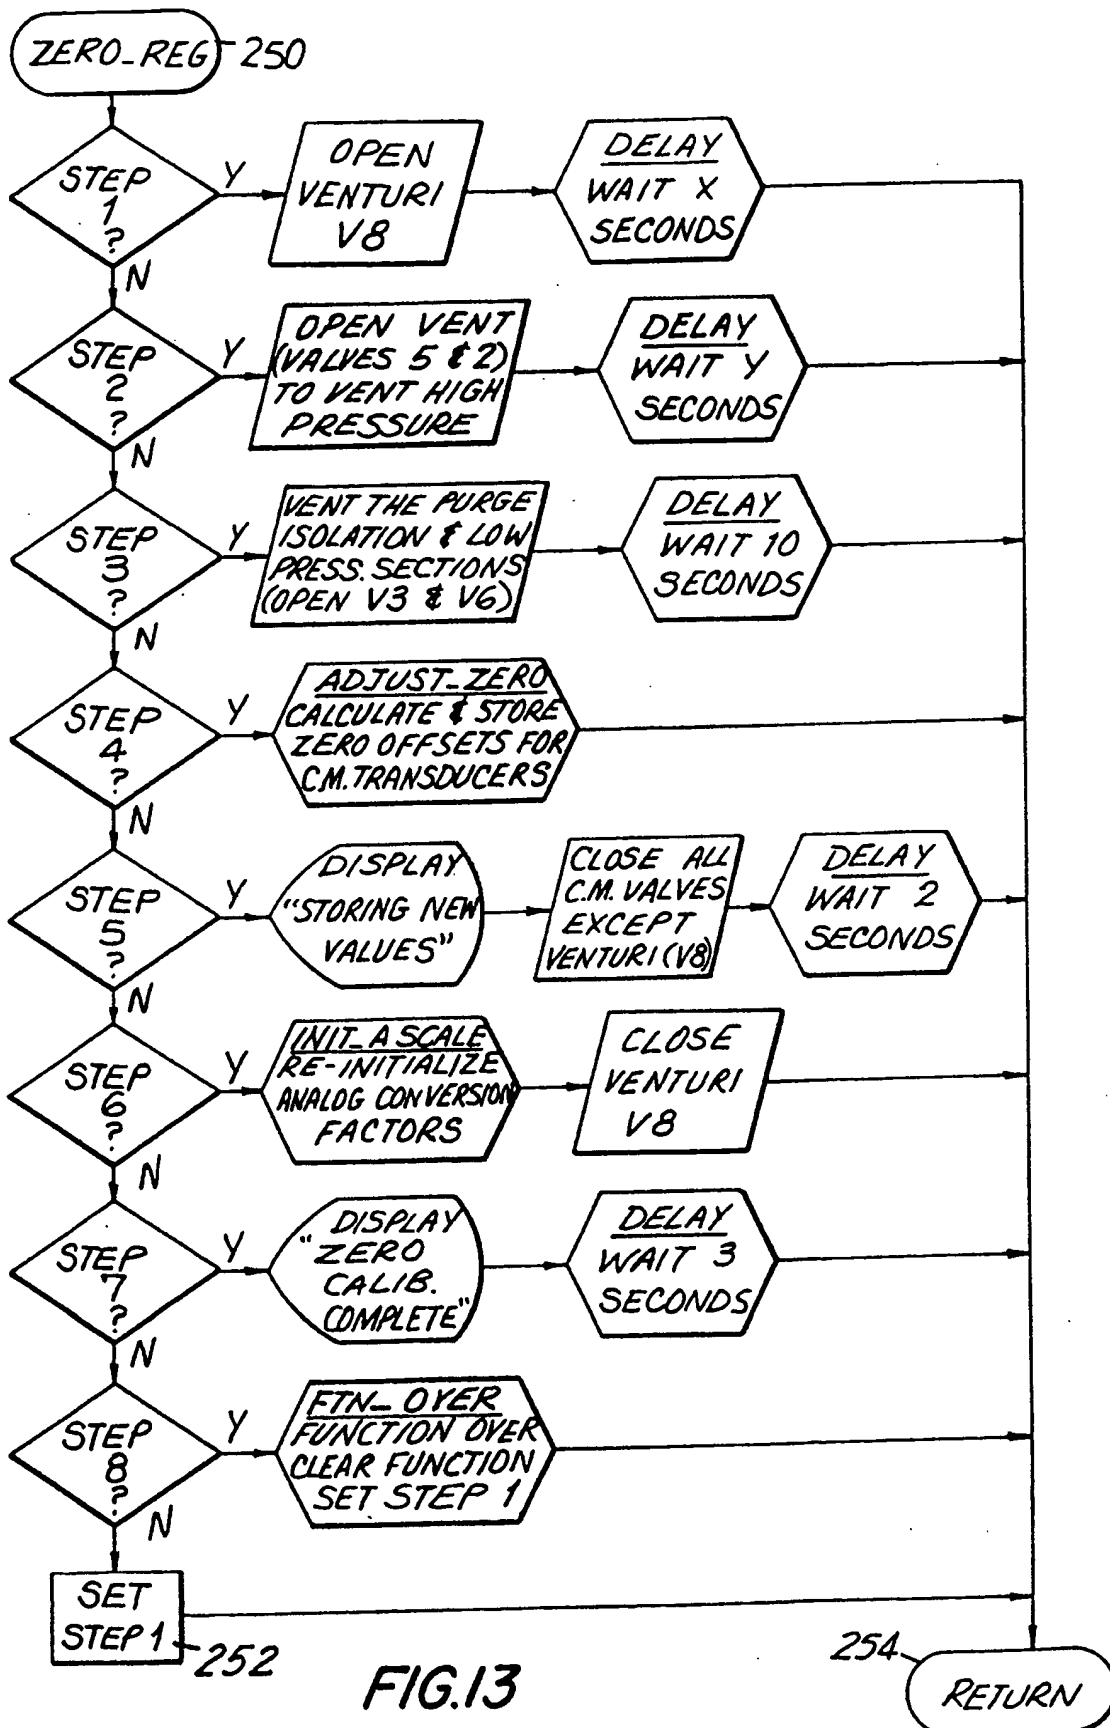 ZERO_REG 250
STEP
1
?
Y
N
OPEN
VENTURI
V8
DELAY
WAIT X
SECONDS
STEP
2
?
Y
N
OPEN VENT
(VALVES 5 & 2)
TO VENT HIGH
PRESSURE
DELAY
WAIT Y
SECONDS
STEP
3
?
Y
N
VENT THE PURGE
ISOLATION & LOW
PRESS. SECTIONS
(OPEN V3 & V6)
DELAY
WAIT 10
SECONDS
STEP
4
?
Y
N
ADJUST_ZERO
CALCULATE & STORE
ZERO OFFSETS FOR
C.M. TRANSDUCERS
STEP
5
?
Y
N
DISPLAY
"STORING NEW
VALUES"
CLOSE ALL
C.M. VALVES
EXCEPT
VENTURI (V8)
DELAY
WAIT 2
SECONDS
STEP
6
?
Y
N
INIT_ASCALE
RE-INITIALIZE
ANALOG CONVERSION
FACTORS
CLOSE
VENTURI
V8
STEP
7
?
Y
N
DISPLAY
"ZERO
CALIB.
COMPLETE"
DELAY
WAIT 3
SECONDS
STEP
8
?
Y
N
FTN_OVER
FUNCTION OVER
CLEAR FUNCTION
SET STEP 1
SET
STEP 1
252
254
RETURN
FIG.13